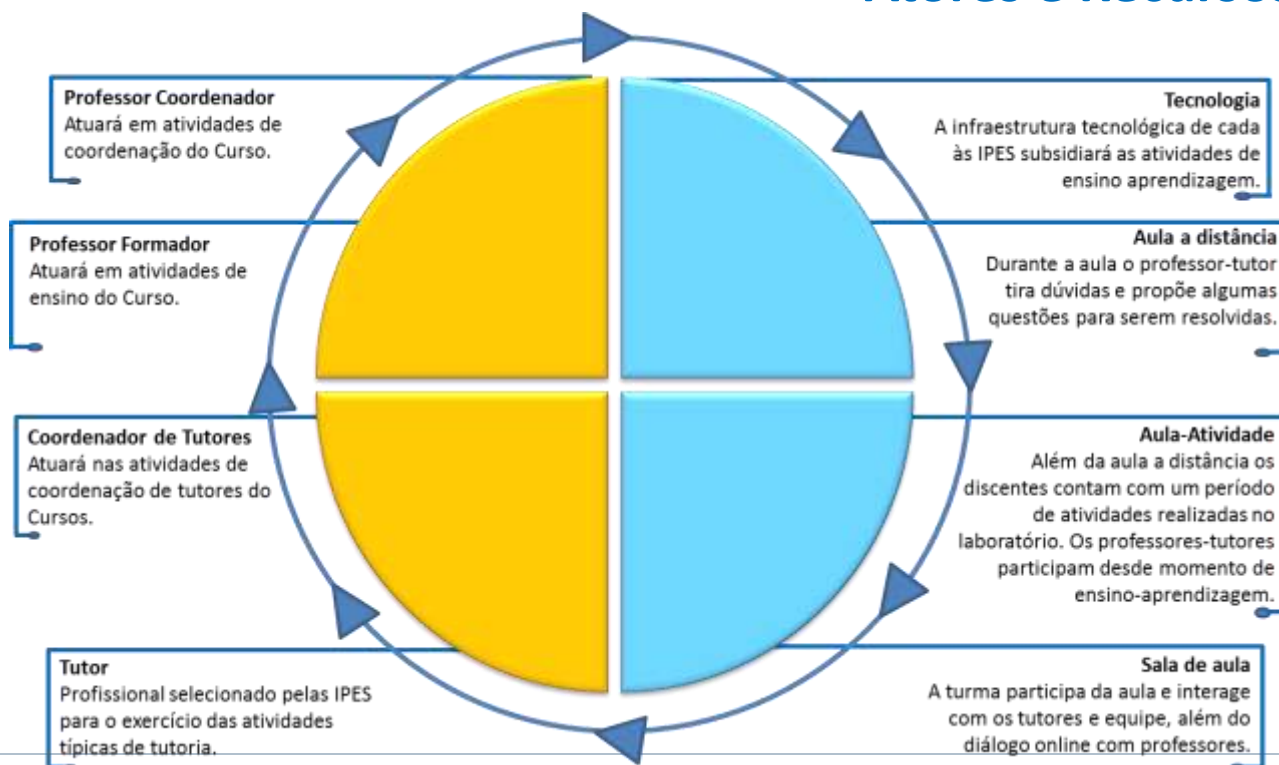 Professor Coordenador
Atuará em atividades de
coordenação do Curso.
Professor Formador
Atuará em atividades de
ensino do Curso.
Coordenador de Tutores
Atuará nas atividades de
coordenação de tutores do
Cursos.
Tutor
Profissional selecionado pelas IPES
para o exercício das atividades
típicas de tutoria.
Tecnologia
A infraestrutura tecnológica de cada
às IPES subsidiará as atividades de
ensino aprendizagem.
Aula a distância
Durante a aula o professor-tutor
tira dúvidas e propõe algumas
questões para serem resolvidas.
Aula-Atividade
Além da aula a distância os
discentes contam com um período
de atividades realizadas no
laboratório. Os professores-tutores
participam desde momento de
ensino-aprendizagem.
Sala de aula
A turma participa da aula e interage
com os tutores e equipe, além do
diálogo online com professores.